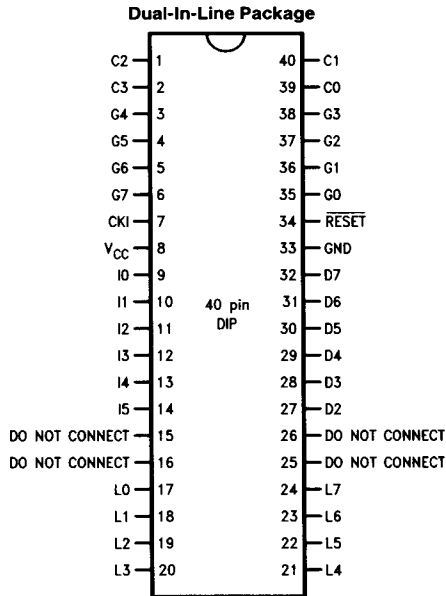 Dual-In-Line Package
C2 1 40 C1
C3 2 39 C0
G4 3 38 G3
G5 4 37 G2
G6 5 36 G1
G7 6 35 G0
CKI 7 34 RESET
VCC 8 33 GND
I0 9 32 D7
I1 10 31 D6
40 pin
DIP
I2 11 30 D5
I3 12 29 D4
I4 13 28 D3
I5 14 27 D2
DO NOT CONNECT 15 26 DO NOT CONNECT
DO NOT CONNECT 16 25 DO NOT CONNECT
L0 17 24 L7
L1 18 23 L6
L2 19 22 L5
L3 20 21 L4